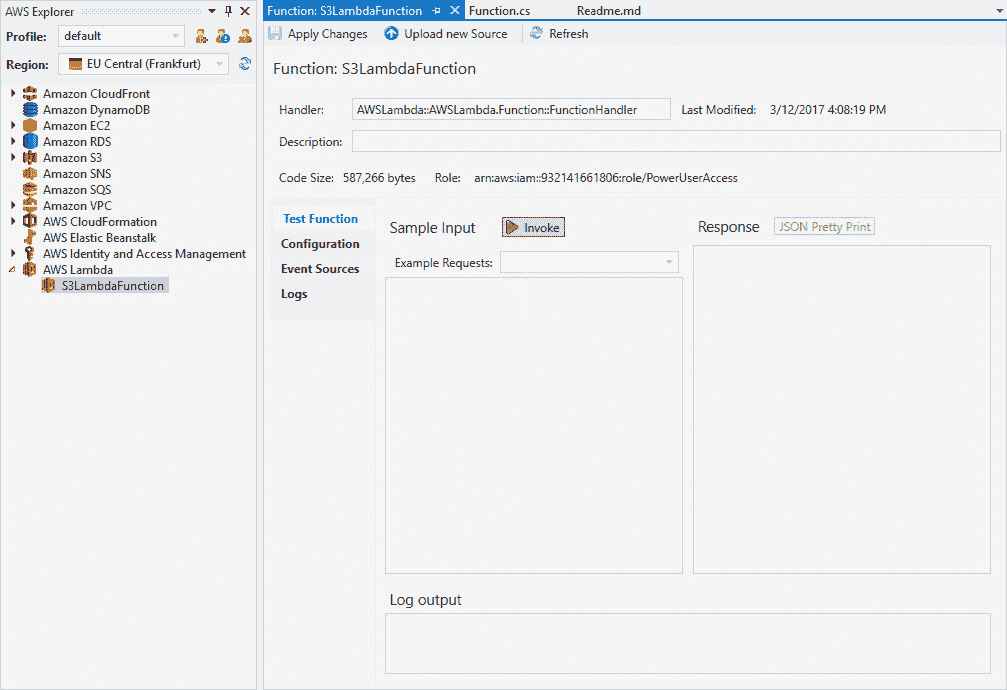 AWS Explorer
Profile: default
Region: EU Central (Frankfurt)
Amazon CloudFront
Amazon DynamoDB
Amazon EC2
Amazon RDS
Amazon S3
Amazon SNS
Amazon SQS
Amazon VPC
AWS CloudFormation
AWS Elastic Beanstalk
AWS Identity and Access Management
AWS Lambda
S3LambdaFunction
Function: S3LambdaFunction Function.cs Readme.md
Apply Changes Upload new Source Refresh
Function: S3LambdaFunction
Handler: AWSLambda::AWSLambda.Function::FunctionHandler Last Modified: 3/12/2017 4:08:19 PM
Description:
Code Size: 587,266 bytes Role: arn:aws:iam::932141661806:role/PowerUserAccess
Test Function
Configuration
Event Sources
Logs
Sample Input Invoke
Example Requests:
Response JSON Pretty Print
Log output